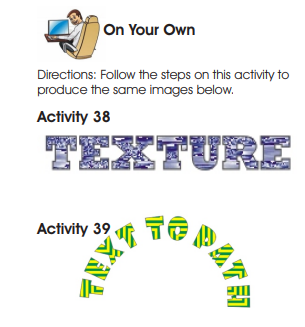 On Your Own
Directions: Follow the steps on this activity to
produce the same images below.
Activity 38
TEXTURE
Activity 39
TEXT TO PATH